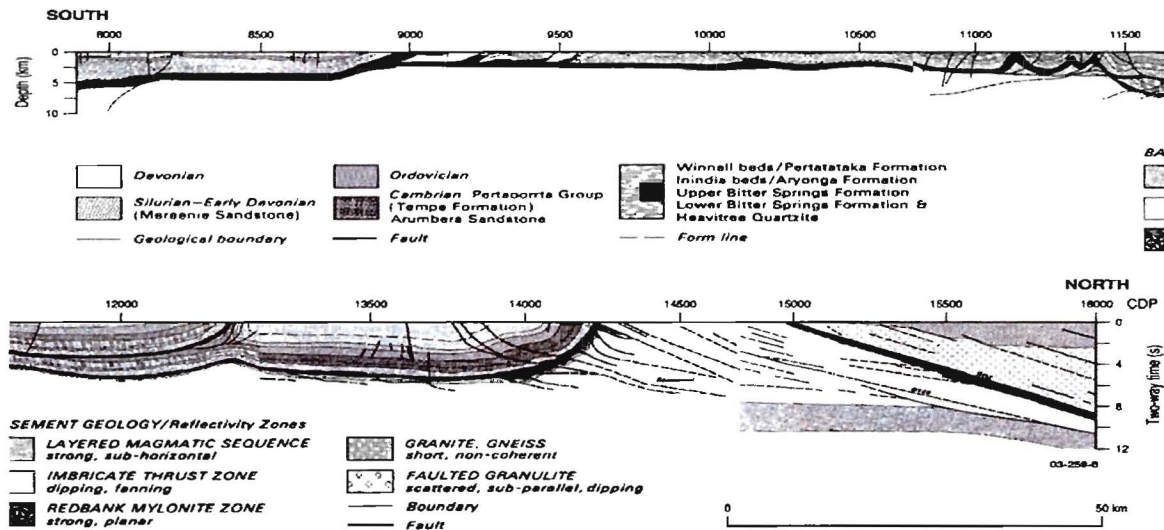 SOUTH
8000 8500 9000 9500 10000 10500 11000 11500
0
5
10
Depth (km)
Devonian
Silurian–Early Devonian
(Mereenie Sandstone)
Geological boundary
Ordovician
Cambrian Pertaoorta Group
(Tempe Formation)
Arumbera Sandstone
Fault
Winnall beds/Pertatataka Formation
Inindia beds/Aryonga Formation
Upper Bitter Springs Formation
Lower Bitter Springs Formation &
Heavitree Quartzite
Form line
BA
NORTH
12000 13500 14000 14500 15000 15500 16000 CDP
0
4
8
12
Two-way time (s)
SEMENT GEOLOGY/Reflectivity Zones
LAYERED MAGMATIC SEQUENCE
strong, sub-horizontal
IMBRICATE THRUST ZONE
dipping, fanning
REDBANK MYLONITE ZONE
strong, planar
GRANITE, GNEISS
short, non-coherent
FAULTED GRANULITE
scattered, sub-parallel, dipping
Boundary
Fault
03-259-6
0 50 km